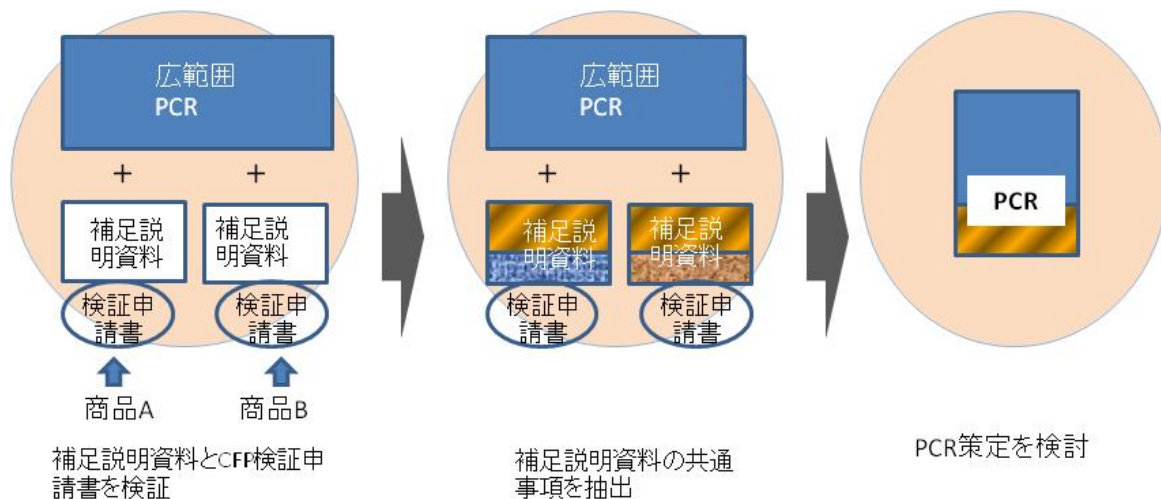 広範囲
PCR
+
+
補足説
明資料
補足説
明資料
検証申
請書
検証申
請書
商品A
商品B
補足説明資料とCFP検証申
請書を検証
広範囲
PCR
+
+
補足説
明資料
補足説
明資料
検証申
請書
検証申
請書
補足説明資料の共通
事項を抽出
PCR
PCR策定を検討